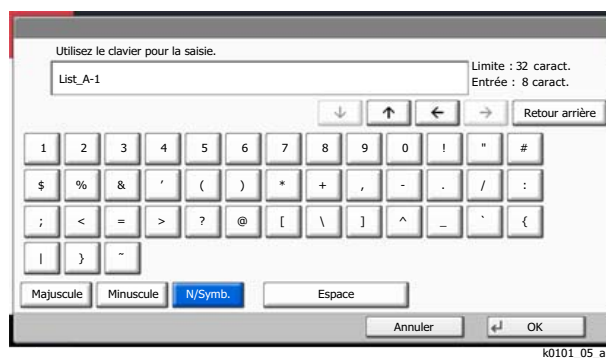 Utilisez le clavier pour la saisie.
List_A-1
Limite : 32 caract.
Entrée : 8 caract.
↓ ↑ ← → Retour arrière
1 2 3 4 5 6 7 8 9 0 ! " #
$ % & ' ( ) * + , - . / :
; < = > ? @ [ \ ] ^ _ ` {
| } ~
Majuscule Minuscule N/Symb. Espace
Annuler OK
k0101_05_a